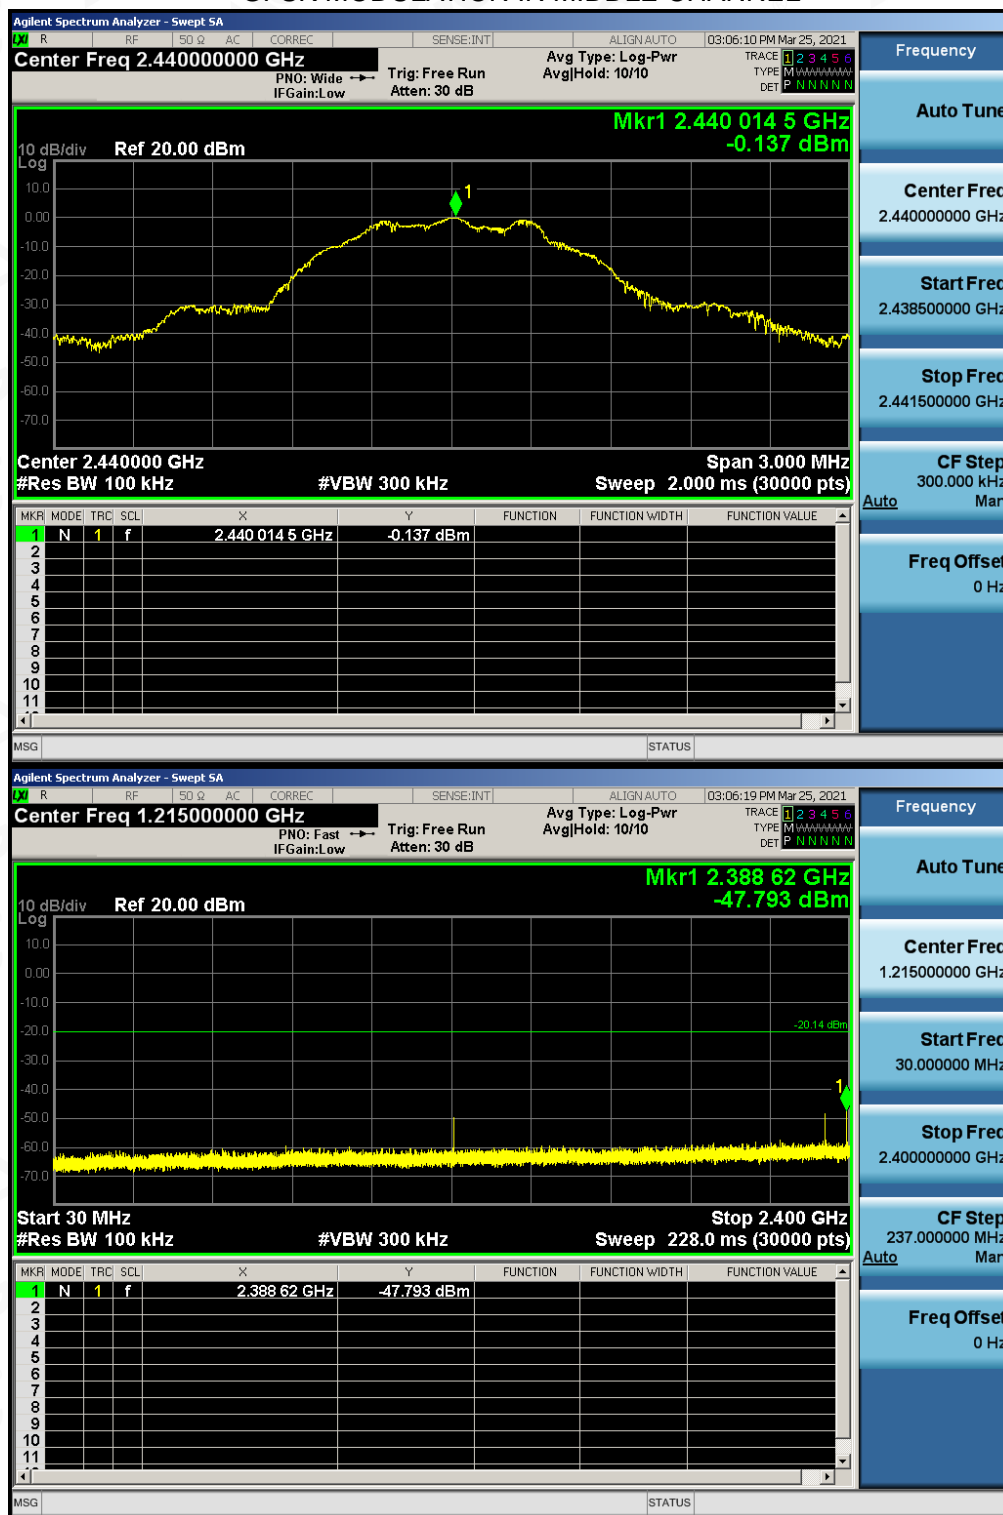 GFSK MODULATION IN MIDDLE CHANNEL
Agilent Spectrum Analyzer - Swept SA
LXI R RF 50 Ω AC CORREC SENSE:INT ALIGN AUTO 03:06:10 PM Mar 25, 2021
Center Freq 2.440000000 GHz
PNO: Wide
IFGain:Low
Trig: Free Run
Atten: 30 dB
Avg Type: Log-Pwr
Avg|Hold: 10/10
TRACE 1 2 3 4 5 6
TYPE M
DET P N N N N N
Mkr1 2.440 014 5 GHz
-0.137 dBm
10 dB/div Ref 20.00 dBm
Log
10.0
0.00
-10.0
-20.0
-30.0
-40.0
-50.0
-60.0
-70.0
1
Center 2.440000 GHz Span 3.000 MHz
#Res BW 100 kHz #VBW 300 kHz Sweep 2.000 ms (30000 pts)
MKR MODE TRC SCL X Y FUNCTION FUNCTION WIDTH FUNCTION VALUE
1 N 1 f 2.440 014 5 GHz -0.137 dBm
2
3
4
5
6
7
8
9
10
11
MSG STATUS
Frequency
Auto Tune
Center Freq
2.440000000 GHz
Start Freq
2.438500000 GHz
Stop Freq
2.441500000 GHz
CF Step
300.000 kHz
Auto Man
Freq Offset
0 Hz
Agilent Spectrum Analyzer - Swept SA
LXI R RF 50 Ω AC CORREC SENSE:INT ALIGN AUTO 03:06:19 PM Mar 25, 2021
Center Freq 1.215000000 GHz
PNO: Fast
IFGain:Low
Trig: Free Run
Atten: 30 dB
Avg Type: Log-Pwr
Avg|Hold: 10/10
TRACE 1 2 3 4 5 6
TYPE M
DET P N N N N N
Mkr1 2.388 62 GHz
-47.793 dBm
10 dB/div Ref 20.00 dBm
Log
10.0
0.00
-10.0
-20.0
-30.0
-40.0
-50.0
-60.0
-70.0
-20.14 dBm
1
Start 30 MHz Stop 2.400 GHz
#Res BW 100 kHz #VBW 300 kHz Sweep 228.0 ms (30000 pts)
MKR MODE TRC SCL X Y FUNCTION FUNCTION WIDTH FUNCTION VALUE
1 N 1 f 2.388 62 GHz -47.793 dBm
2
3
4
5
6
7
8
9
10
11
MSG STATUS
Frequency
Auto Tune
Center Freq
1.215000000 GHz
Start Freq
30.000000 MHz
Stop Freq
2.400000000 GHz
CF Step
237.000000 MHz
Auto Man
Freq Offset
0 Hz